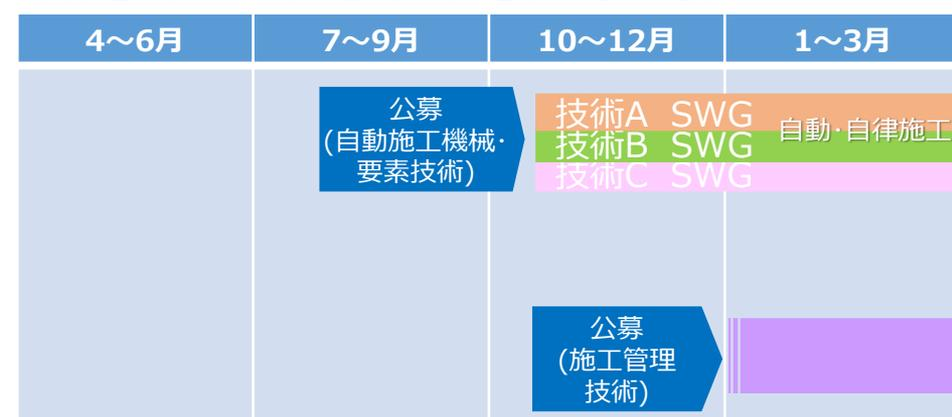 4～6月
7～9月
10～12月
1～3月
公募
(自動施工機械･
要素技術)
技術A SWG
技術B SWG
技術C SWG
自動･自律施工
公募
(施工管理
技術)